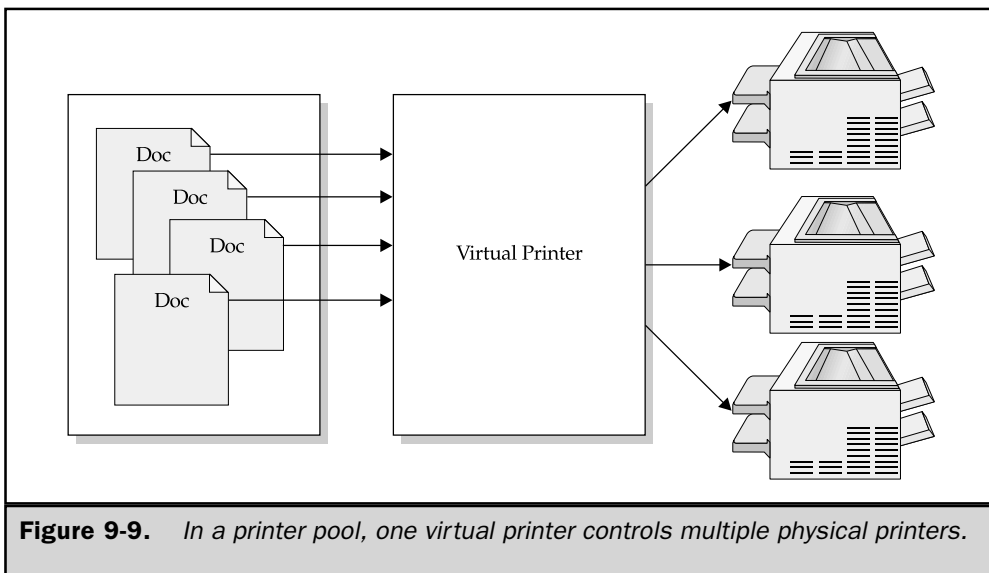 Doc
Doc
Doc
Doc
Virtual Printer
Figure 9-9. In a printer pool, one virtual printer controls multiple physical printers.